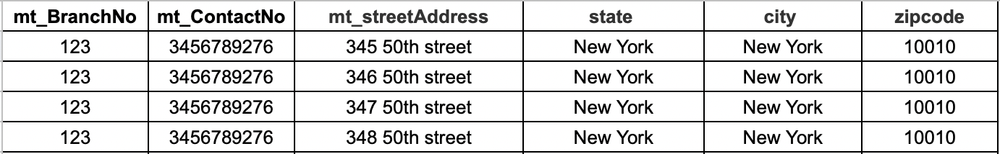 mt_BranchNo mt_ContactNo mt_streetAddress state city zipcode
123 3456789276 345 50th street New York New York 10010
123 3456789276 346 50th street New York New York 10010
123 3456789276 347 50th street New York New York 10010
123 3456789276 348 50th street New York New York 10010